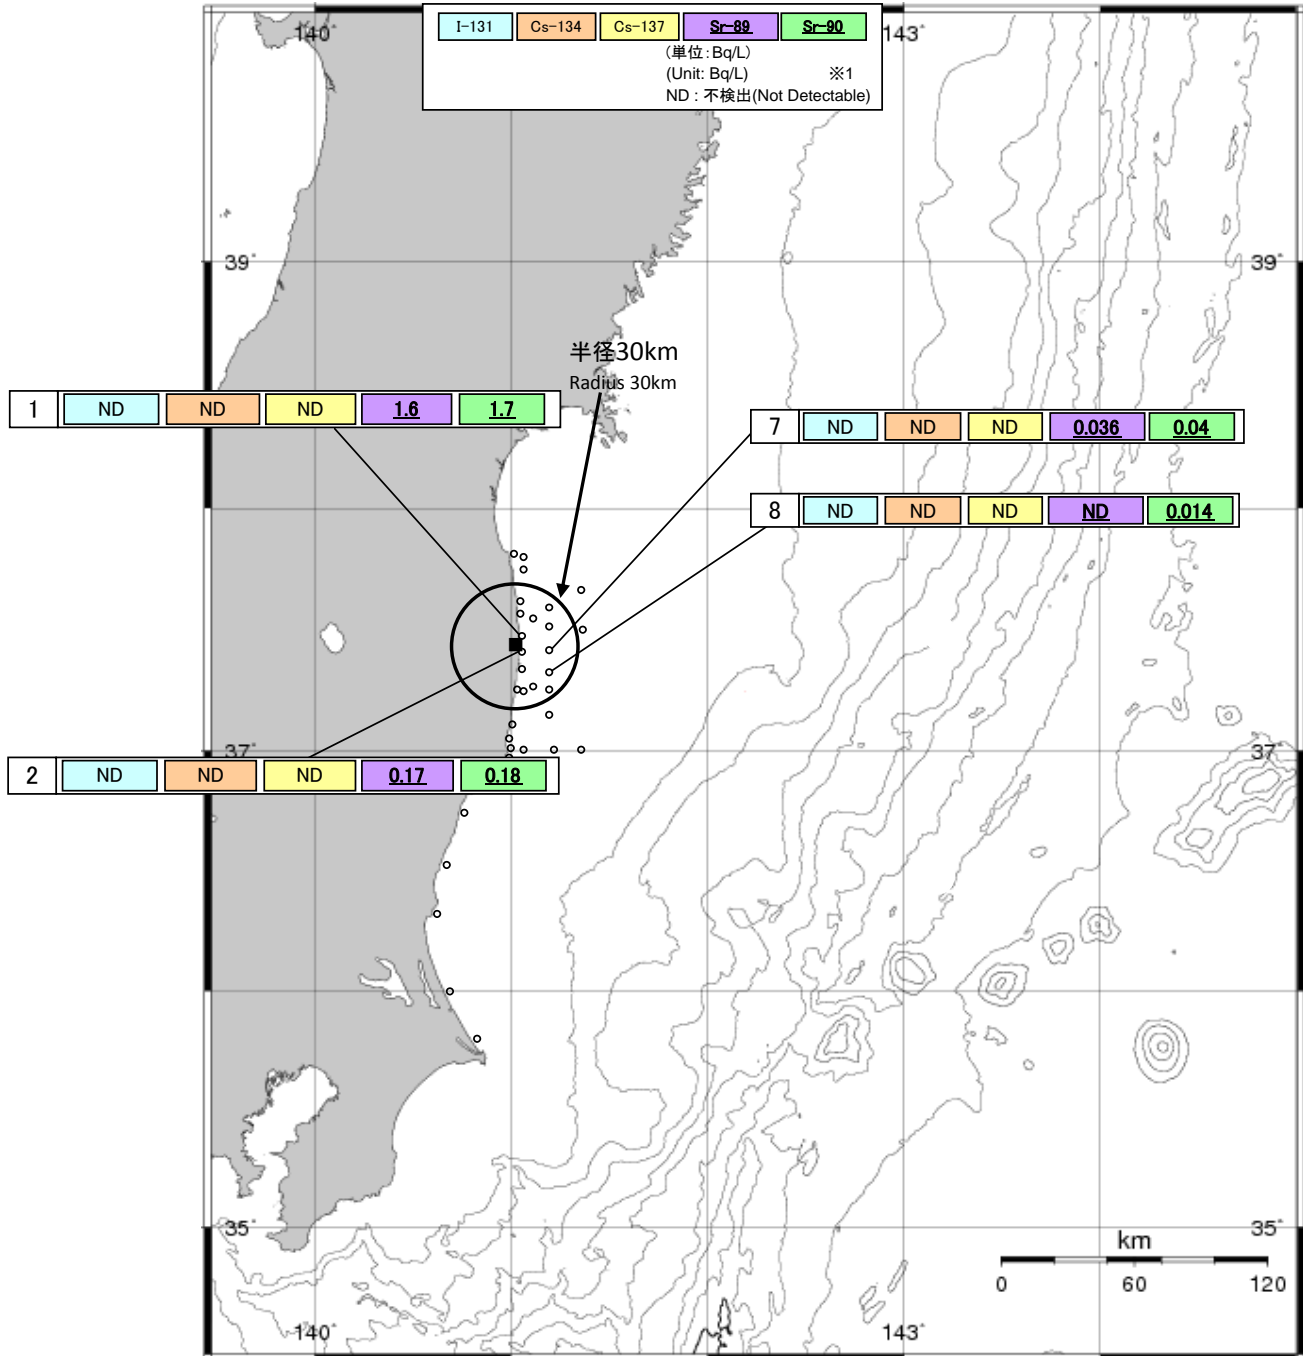 140°
143°
I-131 Cs-134 Cs-137 Sr-89 Sr-90
(単位:Bq/L)
(Unit: Bq/L) ※1
ND : 不検出(Not Detectable)
39°
39°
半径30km
Radius 30km
1 ND ND ND 1.6 1.7
7 ND ND ND 0.036 0.04
8 ND ND ND ND 0.014
37°
37°
2 ND ND ND 0.17 0.18
35°
35°
km
0 60 120
140°
143°